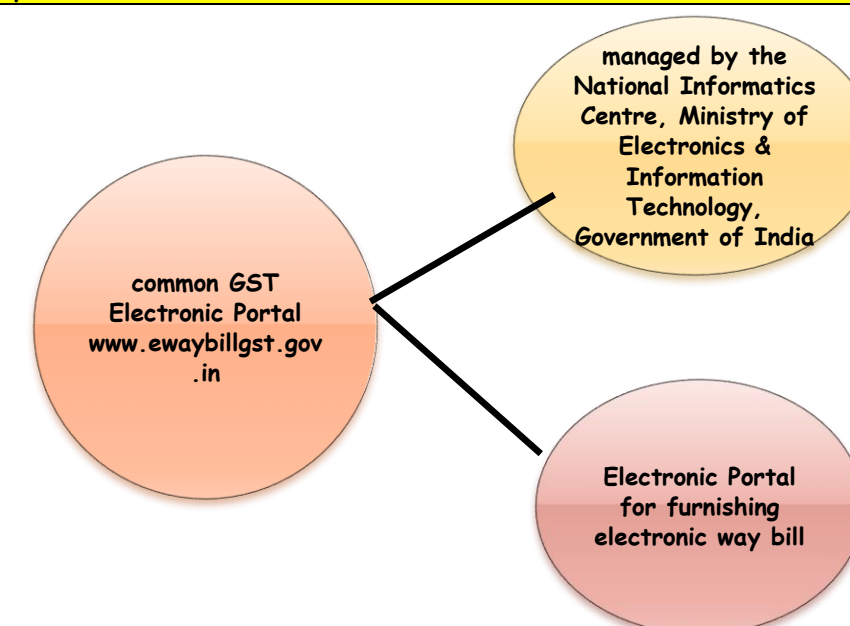 common GST
Electronic Portal
www.ewaybillgst.gov
.in
managed by the
National Informatics
Centre, Ministry of
Electronics &
Information
Technology,
Government of India
Electronic Portal
for furnishing
electronic way bill